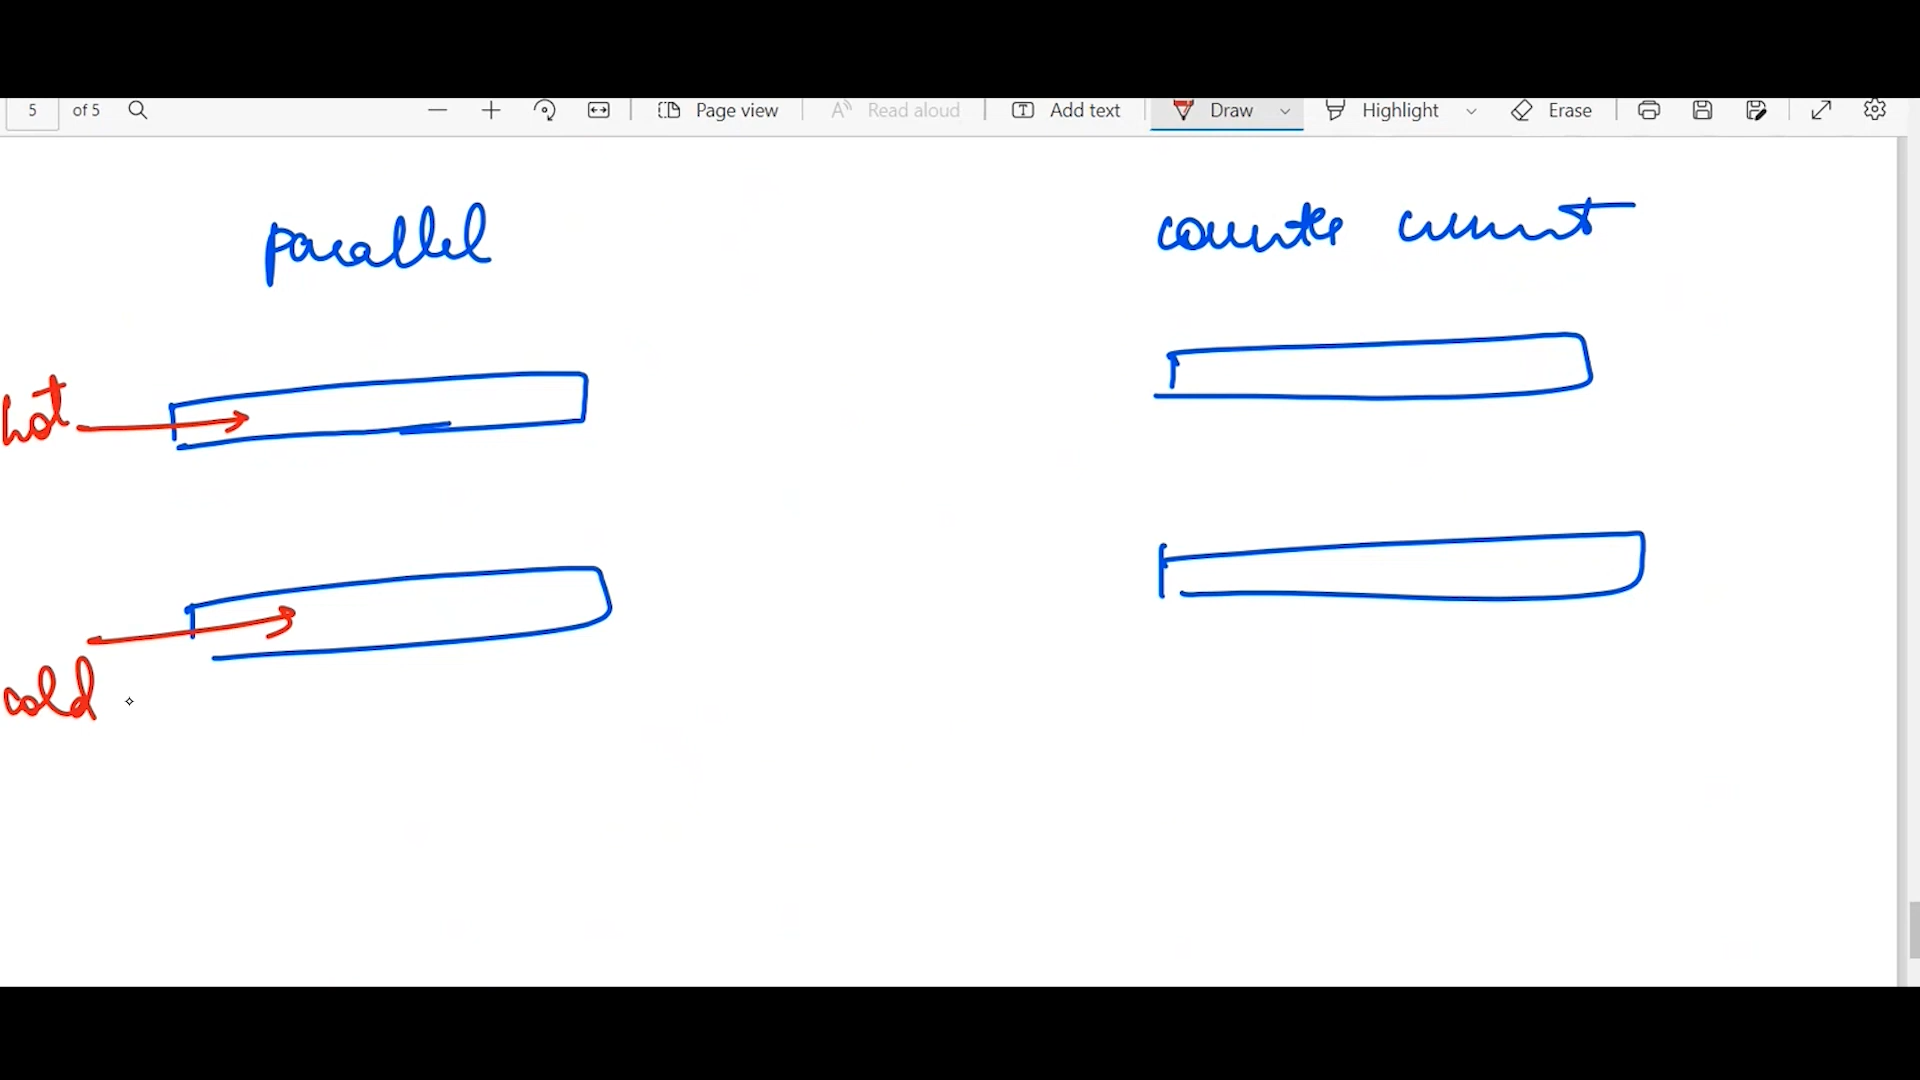 5 of 5 Page view Read aloud Add text Draw Highlight Erase
parallel counter current
hot
cold